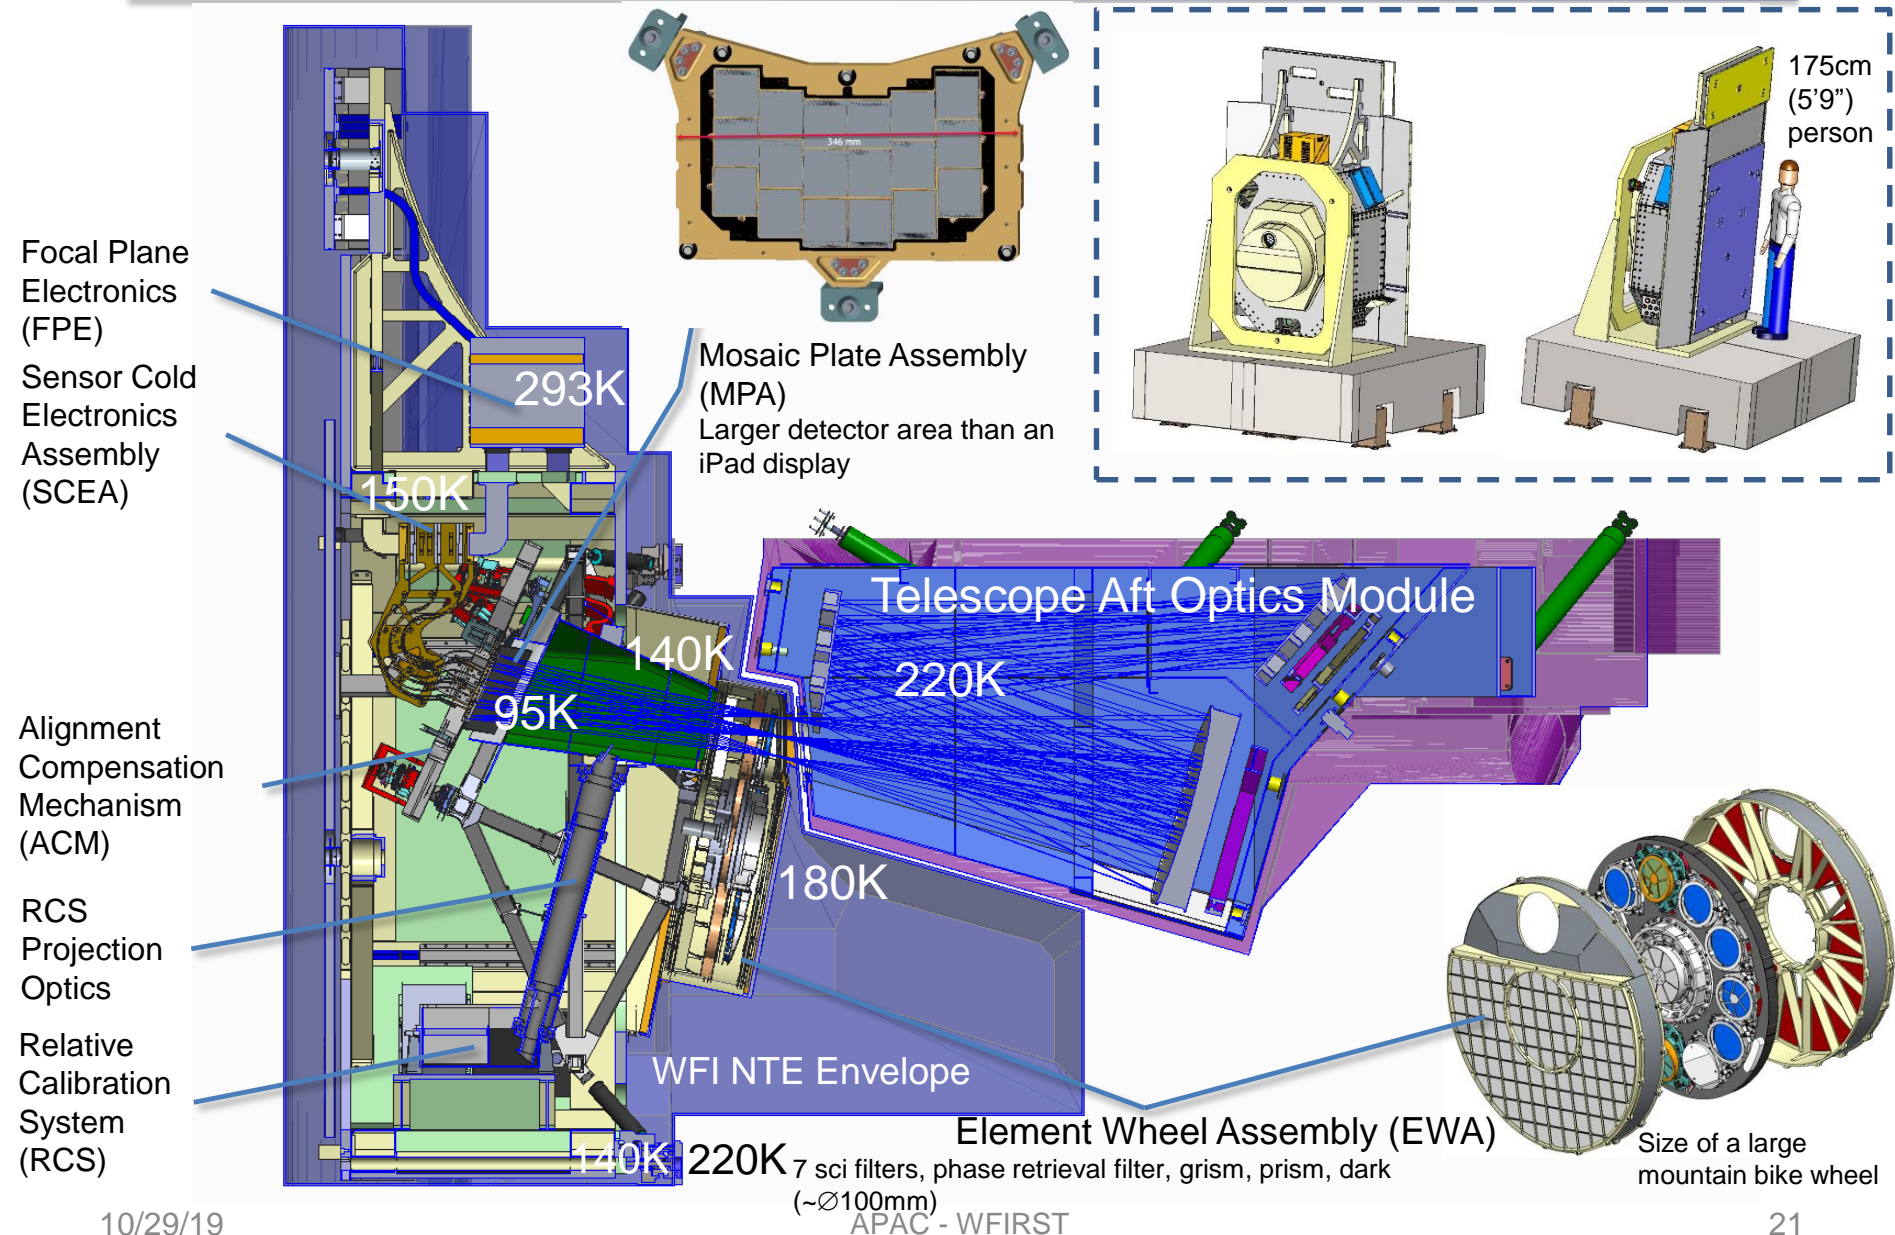 346 mm
175cm
(5'9”)
person
Focal Plane
Electronics
(FPE)
Sensor Cold
Electronics
Assembly
(SCEA)
293K
Mosaic Plate Assembly
(MPA)
Larger detector area than an
iPad display
150K
Telescope Aft Optics Module
140K
220K
95K
Alignment
Compensation
Mechanism
(ACM)
180K
RCS
Projection
Optics
Relative
Calibration
System
(RCS)
WFI NTE Envelope
Element Wheel Assembly (EWA)
140K
220K
7 sci filters, phase retrieval filter, grism, prism, dark
(~∅100mm)
Size of a large
mountain bike wheel
10/29/19
APAC - WFIRST
21